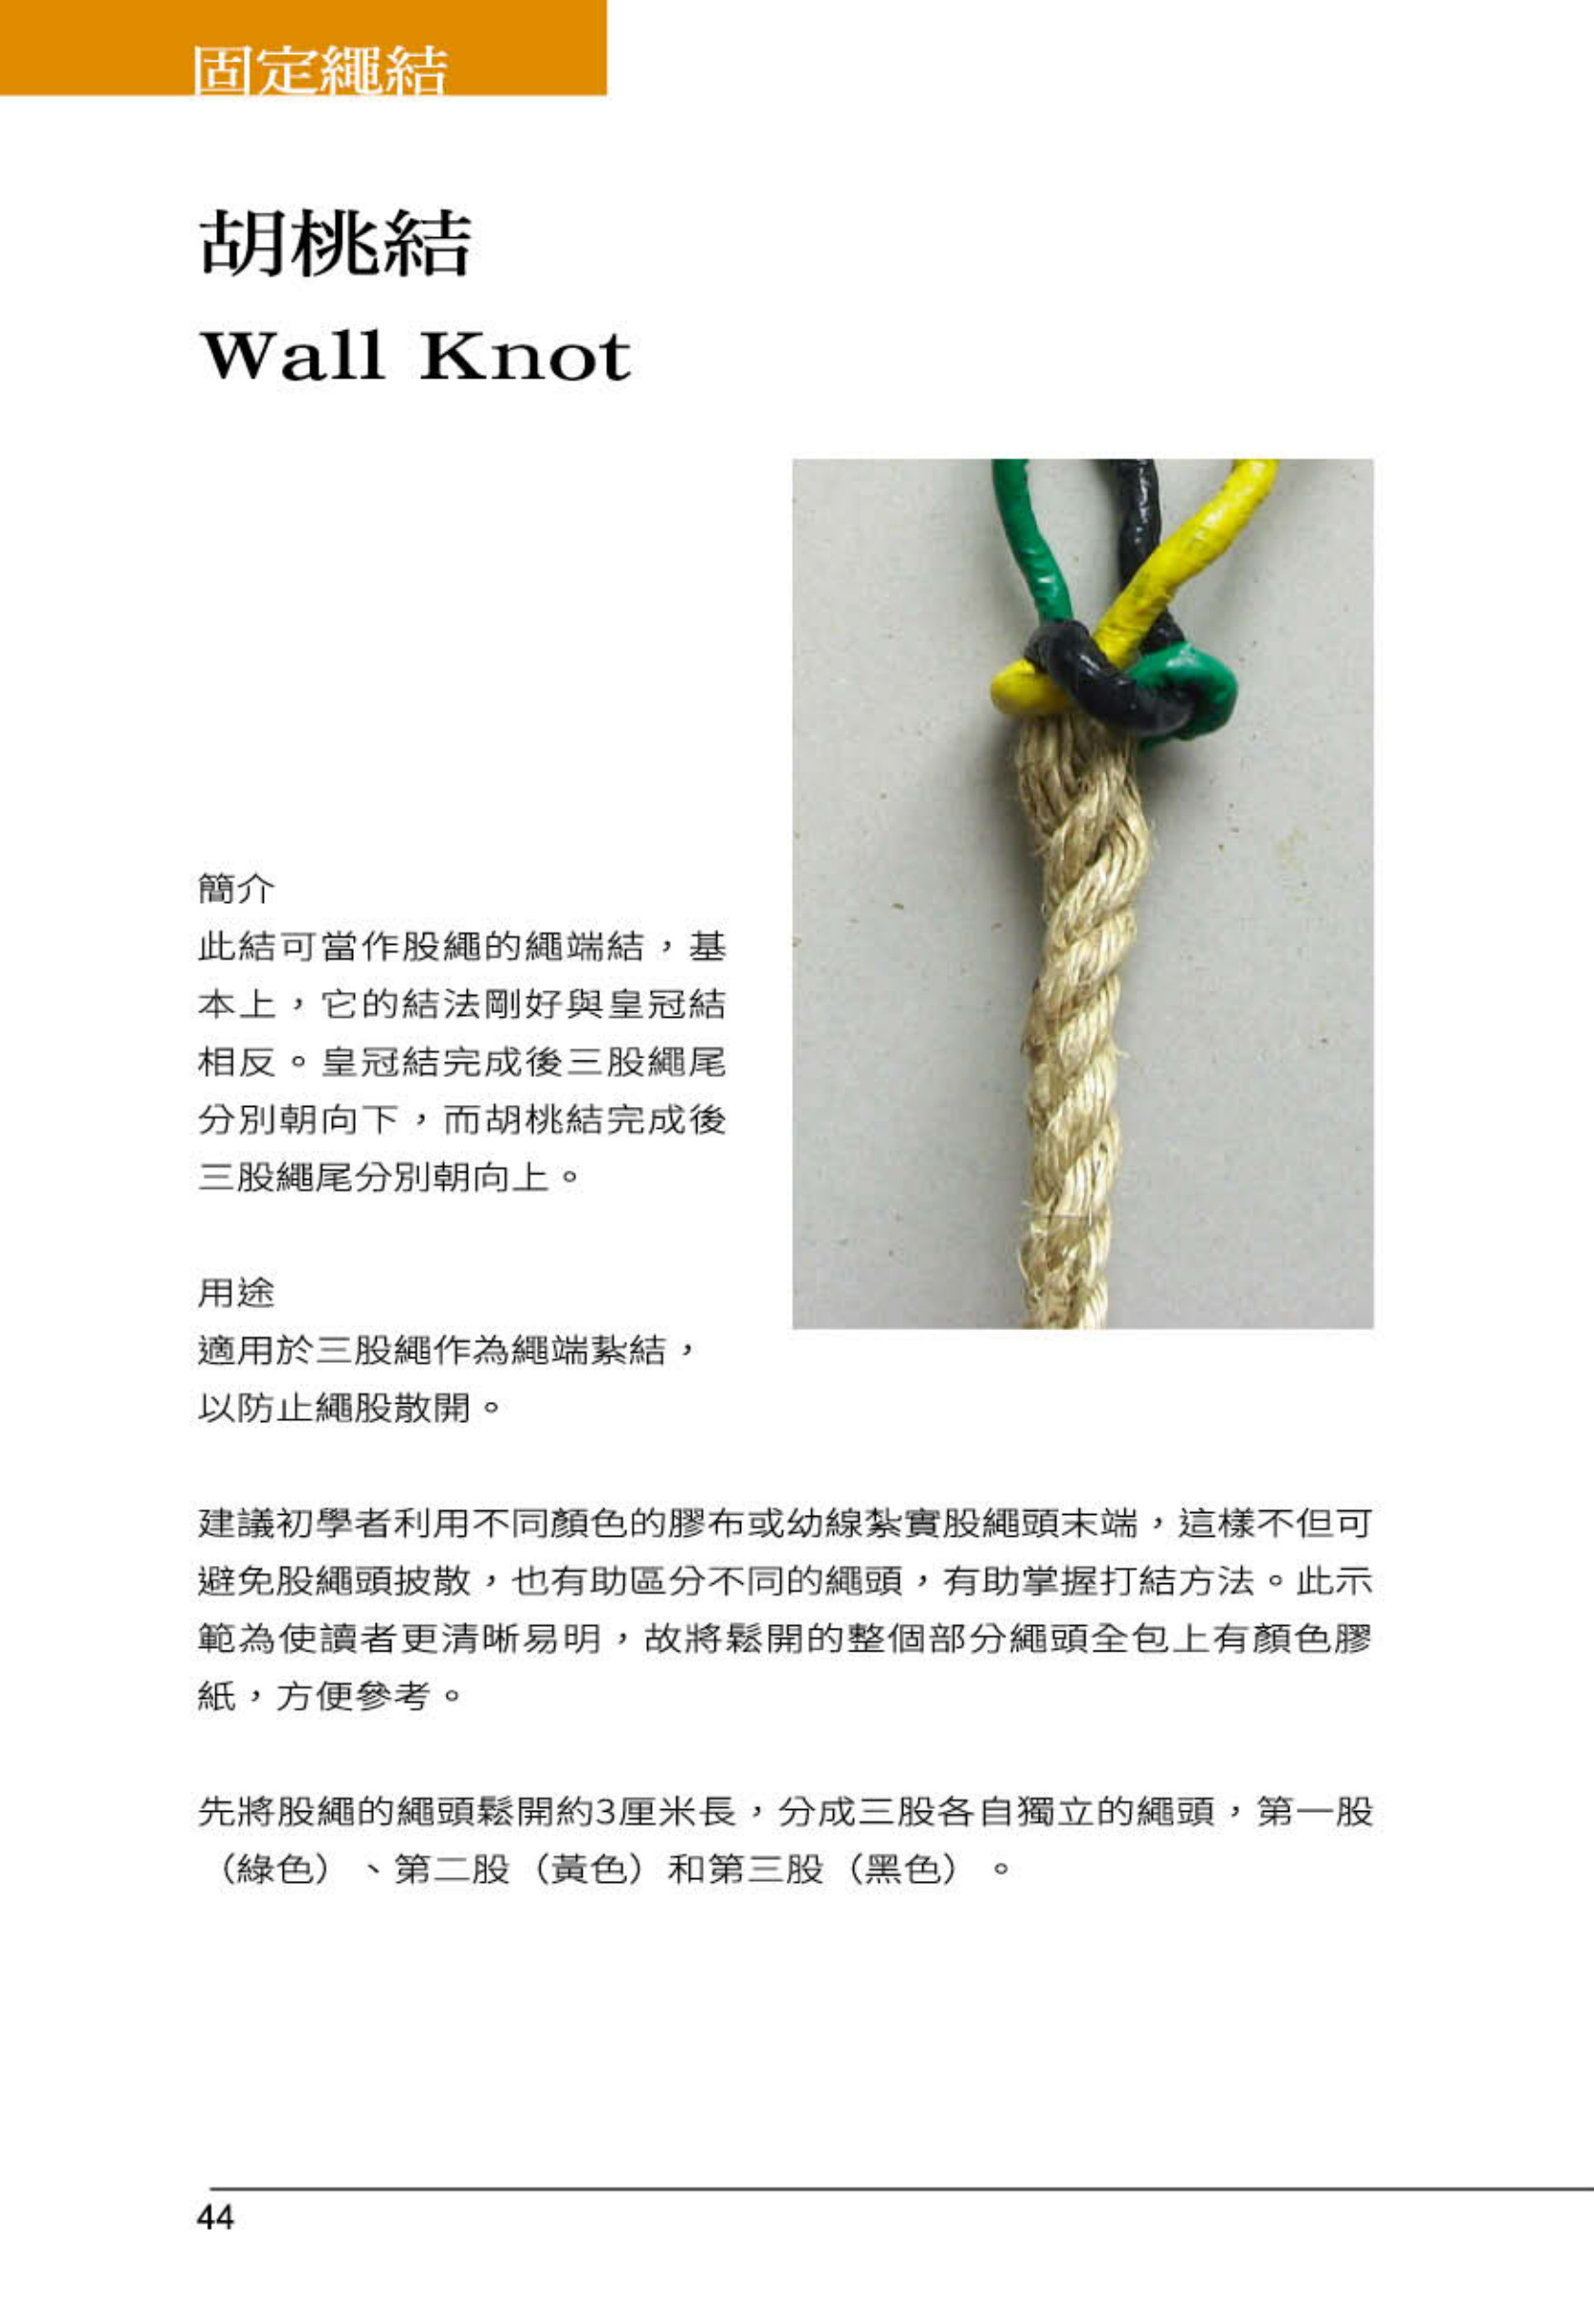 固定繩結
胡桃結
Wall Knot
簡介
此結可當作股繩的繩端結，基
本上，它的結法剛好與皇冠結
相反。皇冠結完成後三股繩尾
分別朝向下，而胡桃結完成後
三股繩尾分別朝向上。
用途
適用於三股繩作為繩端紮結，
以防止繩股散開。
建議初學者利用不同顏色的膠布或幼線紮實股繩頭末端，這樣不但可
避免股繩頭披散，也有助區分不同的繩頭，有助掌握打結方法。此示
範為使讀者更清晰易明，故將鬆開的整個部分繩頭全包上有顏色膠
紙，方便參考。
先將股繩的繩頭鬆開約3厘米長，分成三股各自獨立的繩頭，第一股
（綠色）、第二股（黃色）和第三股（黑色）。
44